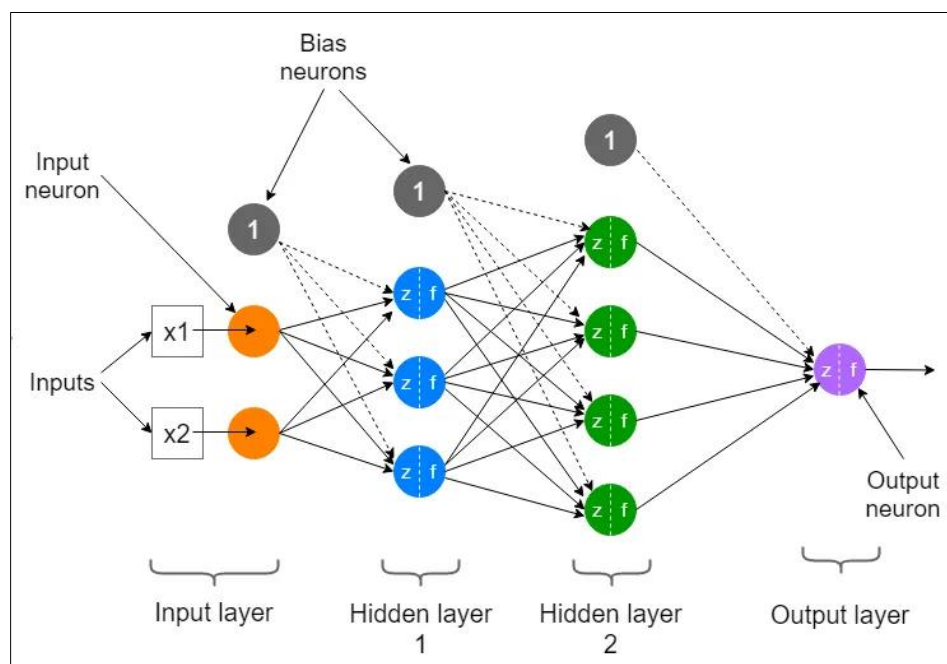 Bias
neurons
1
1
Input
neuron
1
z f
z f
x1
z f
z f
z f
Inputs
x2
z f
z f
z f
Output
neuron
Input layer
Hidden layer
1
Hidden layer
2
Output layer